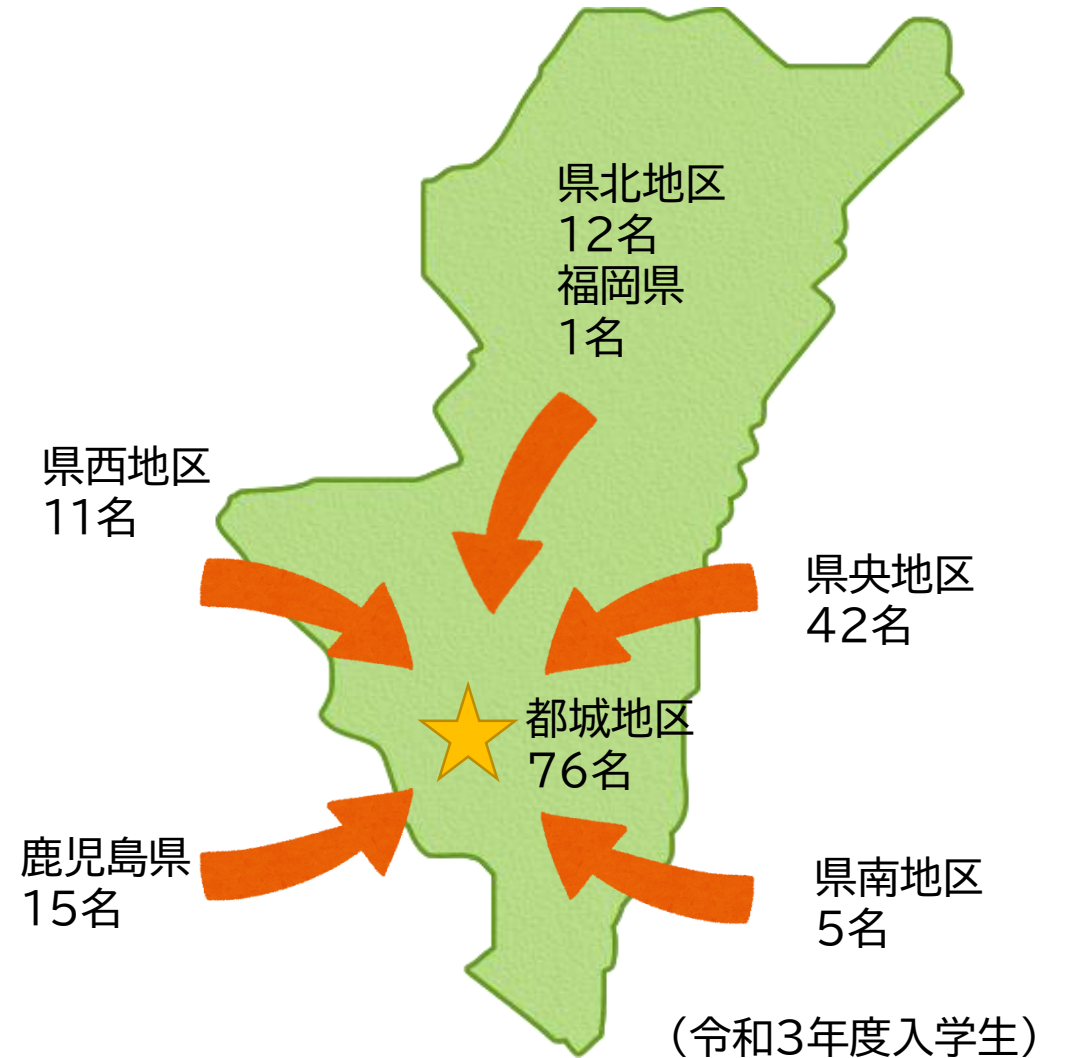 県北地区
12名
福岡県
1名
県西地区
11名
県央地区
42名
都城地区
76名
鹿児島県
15名
県南地区
5名
（令和3年度入学生）